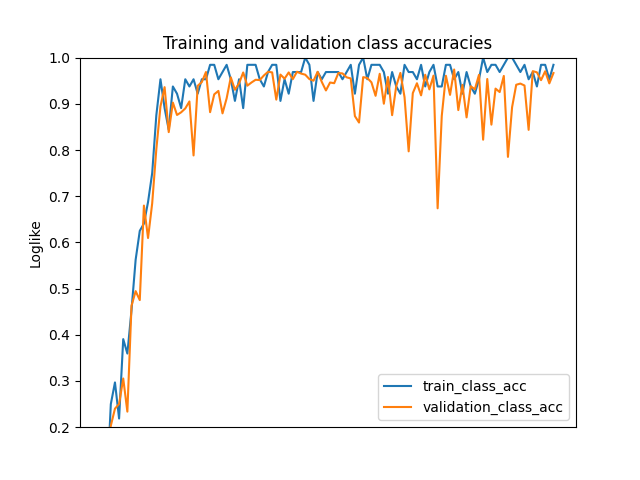 Training and validation class accuracies
1.0
0.9
0.8
0.7
0.6
0.5
0.4
0.3
0.2
Loglike
train_class_acc
validation_class_acc